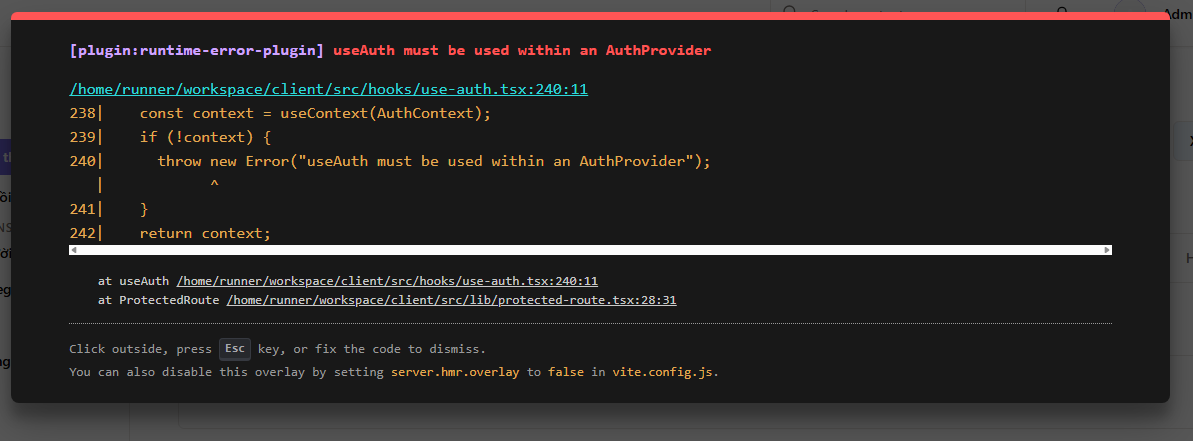 Adm
[plugin:runtime-error-plugin] useAuth must be used within an AuthProvider
/home/runner/workspace/client/src/hooks/use-auth.tsx:240:11
238|    const context = useContext(AuthContext);
239|    if (!context) {
240|      throw new Error("useAuth must be used within an AuthProvider");
   |            ^
241|    }
242|    return context;
at useAuth /home/runner/workspace/client/src/hooks/use-auth.tsx:240:11
at ProtectedRoute /home/runner/workspace/client/src/lib/protected-route.tsx:28:31
Click outside, press Esc key, or fix the code to dismiss.
You can also disable this overlay by setting server.hmr.overlay to false in vite.config.js.